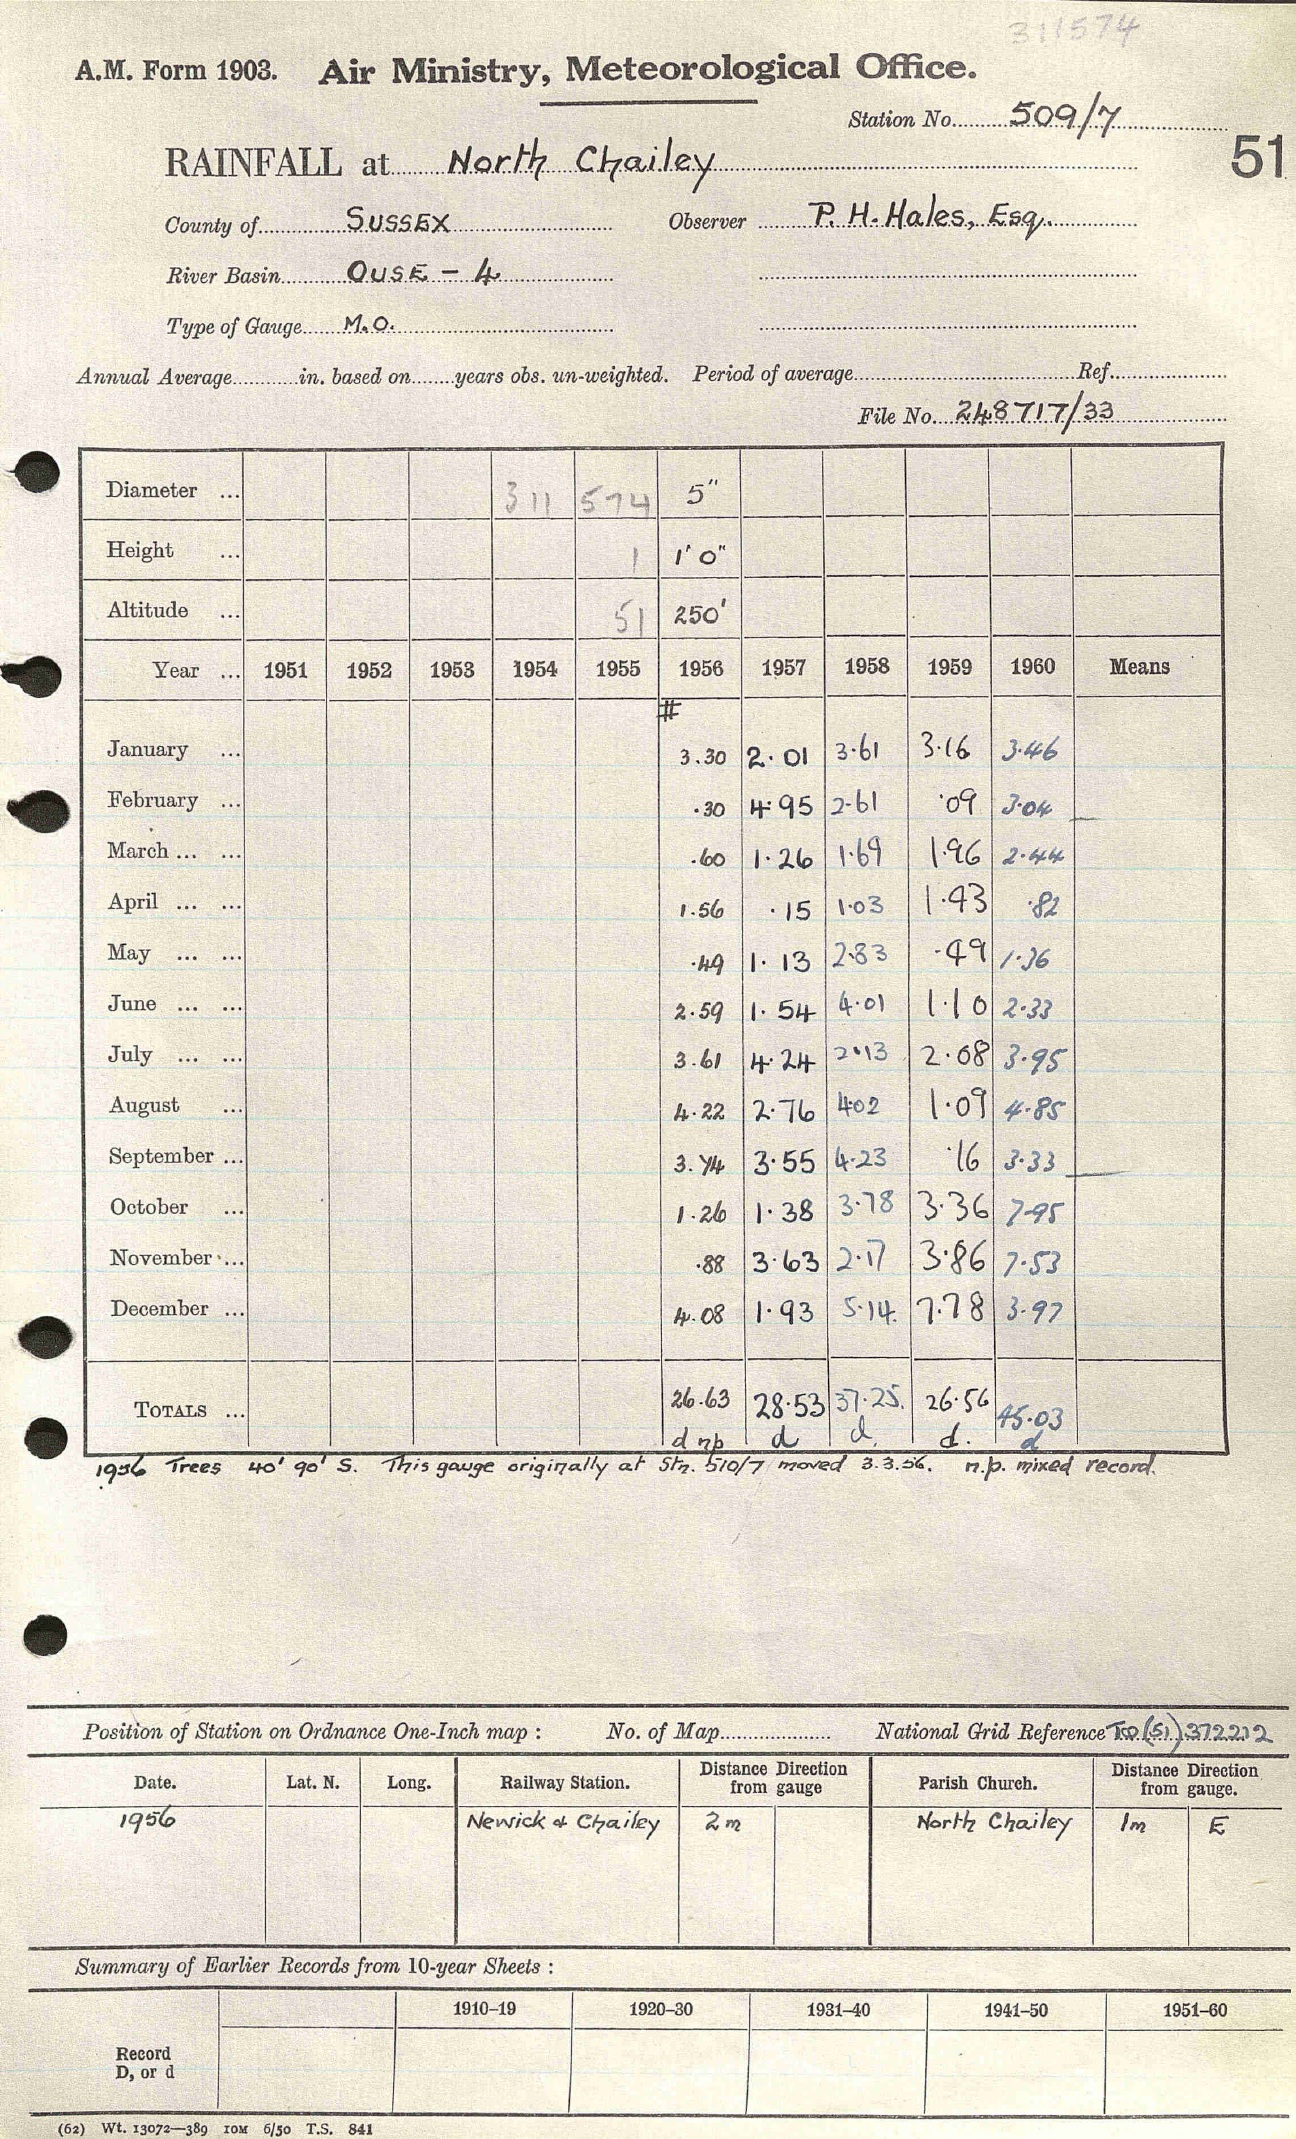 311574
A.M. Form 1903. Air Ministry, Meteorological Office.
Station No. 509/7
51
RAINFALL at North Chailey
County of SUSSEX Observer P. H. Hales, Esq.
River Basin OUSE - 4
Type of Gauge M.O.
Annual Average in. based on years obs. un-weighted. Period of average Ref.
File No. 248717/33
Diameter ... 311 574 5"
Height ... 1 1' 0"
Altitude ... 51 250'
Year ... 1951 1952 1953 1954 1955 1956 1957 1958 1959 1960 Means
#
January ... 3.30 2.01 3.61 3.16 3.46
February ... .30 4.95 2.61 .09 3.04
March ... ... .60 1.26 1.69 1.96 2.44
April ... ... 1.56 .15 1.03 1.43 .82
May ... ... .49 1.13 2.83 .49 1.36
June ... ... 2.59 1.54 4.01 1.10 2.33
July ... ... 3.61 4.24 2.13 2.08 3.95
August ... 4.22 2.76 402 1.09 4.85
September ... 3.74 3.55 4.23 .16 3.33
October ... 1.26 1.38 3.78 3.36 7.95
November ... .88 3.63 2.17 3.86 7.53
December ... 4.08 1.93 5.14. 7.78 3.97
TOTALS ... 26.63 28.53 37.25. 26.56 45.03
d np d d. d. d
1956 Trees 40' 90' S. This gauge originally at Stn. 510/7 moved 3.3.56. n.p. mixed record.
Position of Station on Ordnance One-Inch map : No. of Map National Grid Reference TQ(51)372212
Date. Lat. N. Long. Railway Station. Distance Direction from gauge Parish Church. Distance Direction from gauge.
1956 Newick & Chailey 2m North Chailey 1m E
Summary of Earlier Records from 10-year Sheets :
1910–19 1920–30 1931–40 1941–50 1951–60
Record
D, or d
(62) Wt. 13072—389 10M 6/50 T.S. 841